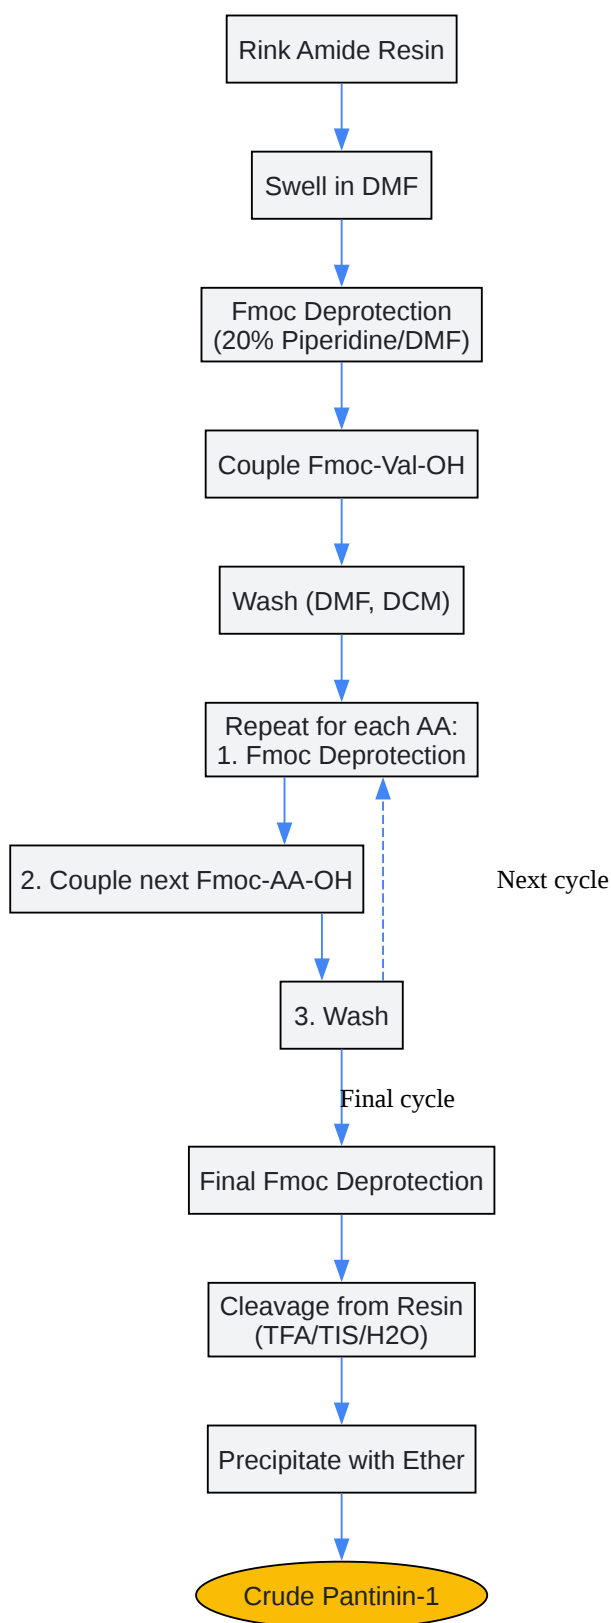 Rink Amide Resin
Swell in DMF
Fmoc Deprotection
(20% Piperidine/DMF)
Couple Fmoc-Val-OH
Wash (DMF, DCM)
Repeat for each AA:
1. Fmoc Deprotection
2. Couple next Fmoc-AA-OH
Next cycle
3. Wash
Final cycle
Final Fmoc Deprotection
Cleavage from Resin
(TFA/TIS/H2O)
Precipitate with Ether
Crude Pantinin-1